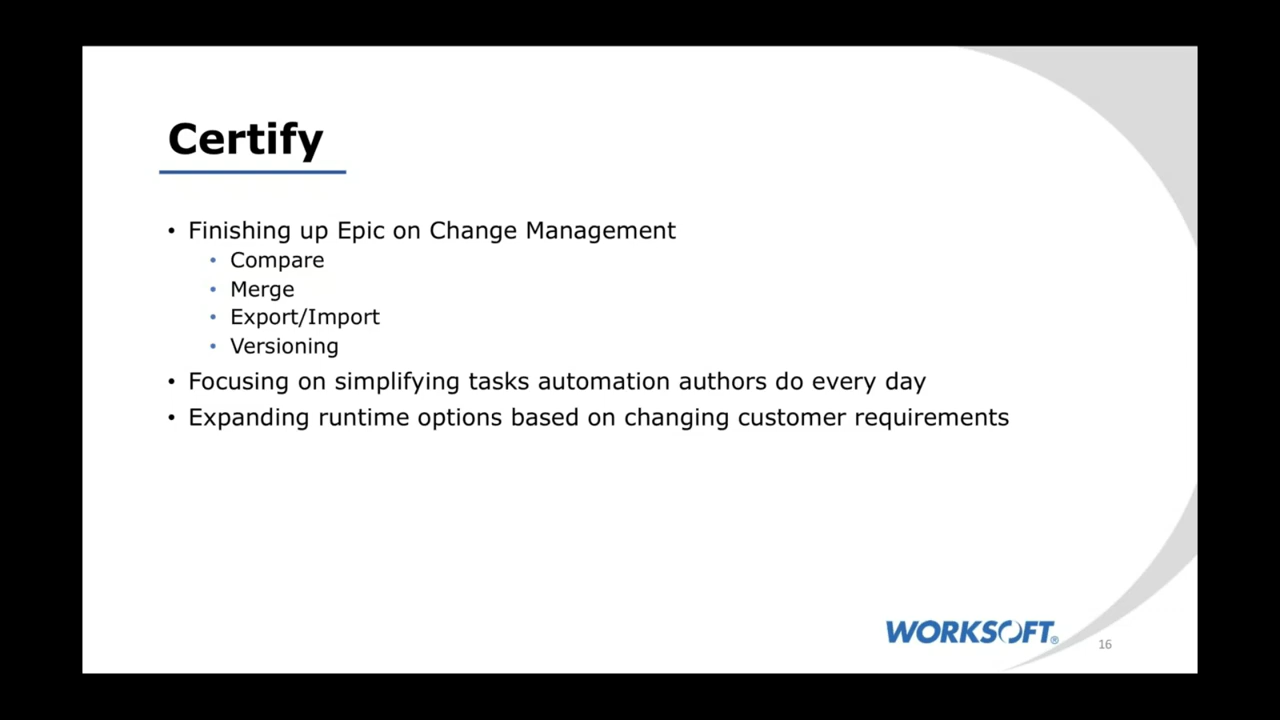 Certify
• Finishing up Epic on Change Management
• Compare
• Merge
• Export/Import
• Versioning
• Focusing on simplifying tasks automation authors do every day
• Expanding runtime options based on changing customer requirements
WORKSOFT®
16